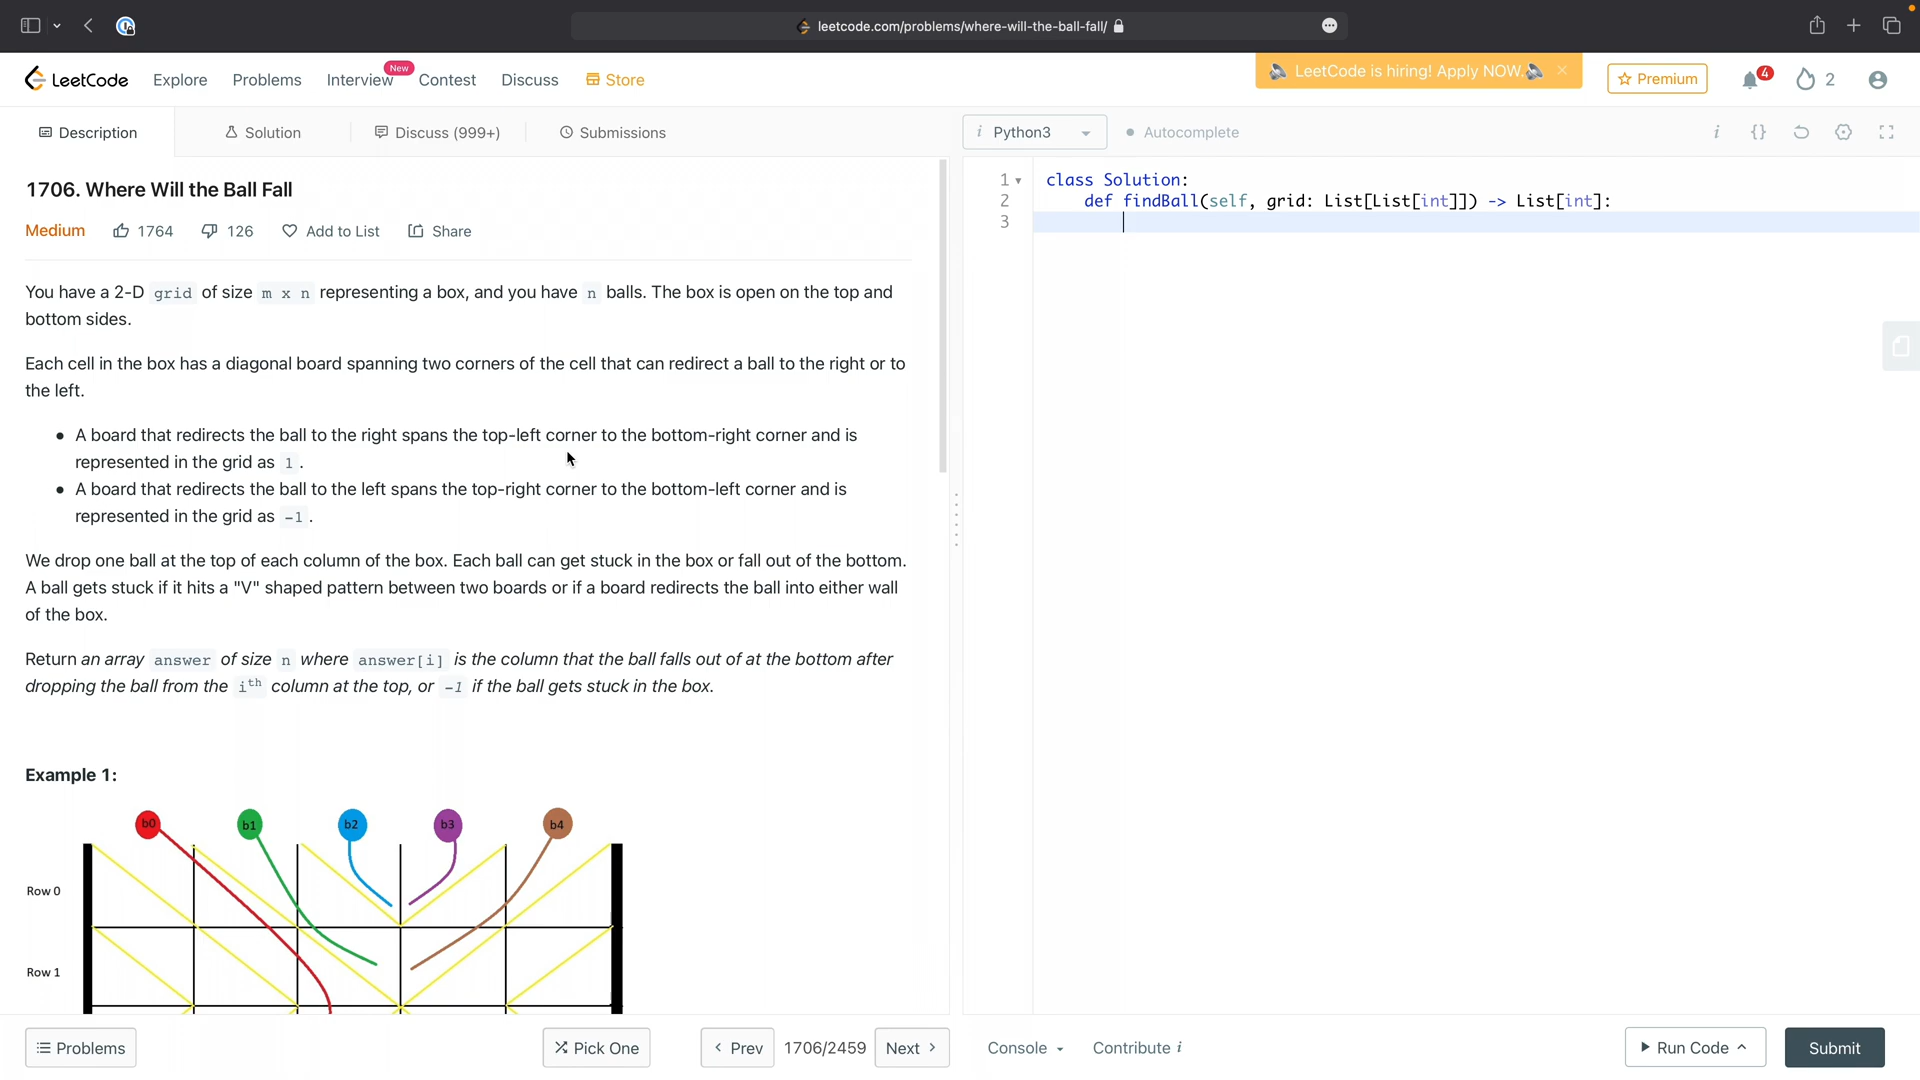 leetcode.com/problems/where-will-the-ball-fall/
LeetCode
Explore
Problems
Interview
New
Contest
Discuss
Store
LeetCode is hiring! Apply NOW.
Premium
4
2
Description
Solution
Discuss (999+)
Submissions
i Python3
Autocomplete
i
{}
1706. Where Will the Ball Fall
Medium
1764
126
Add to List
Share
You have a 2-D grid of size m x n representing a box, and you have n balls. The box is open on the top and
bottom sides.
Each cell in the box has a diagonal board spanning two corners of the cell that can redirect a ball to the right or to
the left.
• A board that redirects the ball to the right spans the top-left corner to the bottom-right corner and is
represented in the grid as 1 .
• A board that redirects the ball to the left spans the top-right corner to the bottom-left corner and is
represented in the grid as -1 .
We drop one ball at the top of each column of the box. Each ball can get stuck in the box or fall out of the bottom.
A ball gets stuck if it hits a "V" shaped pattern between two boards or if a board redirects the ball into either wall
of the box.
Return an array answer of size n where answer[i] is the column that the ball falls out of at the bottom after
dropping the ball from the ith column at the top, or -1 if the ball gets stuck in the box.
Example 1:
b0
b1
b2
b3
b4
Row 0
Row 1
1
class Solution:
2
def findBall(self, grid: List[List[int]]) -> List[int]:
3
Problems
Pick One
Prev
1706/2459
Next
Console
Contribute i
Run Code
Submit